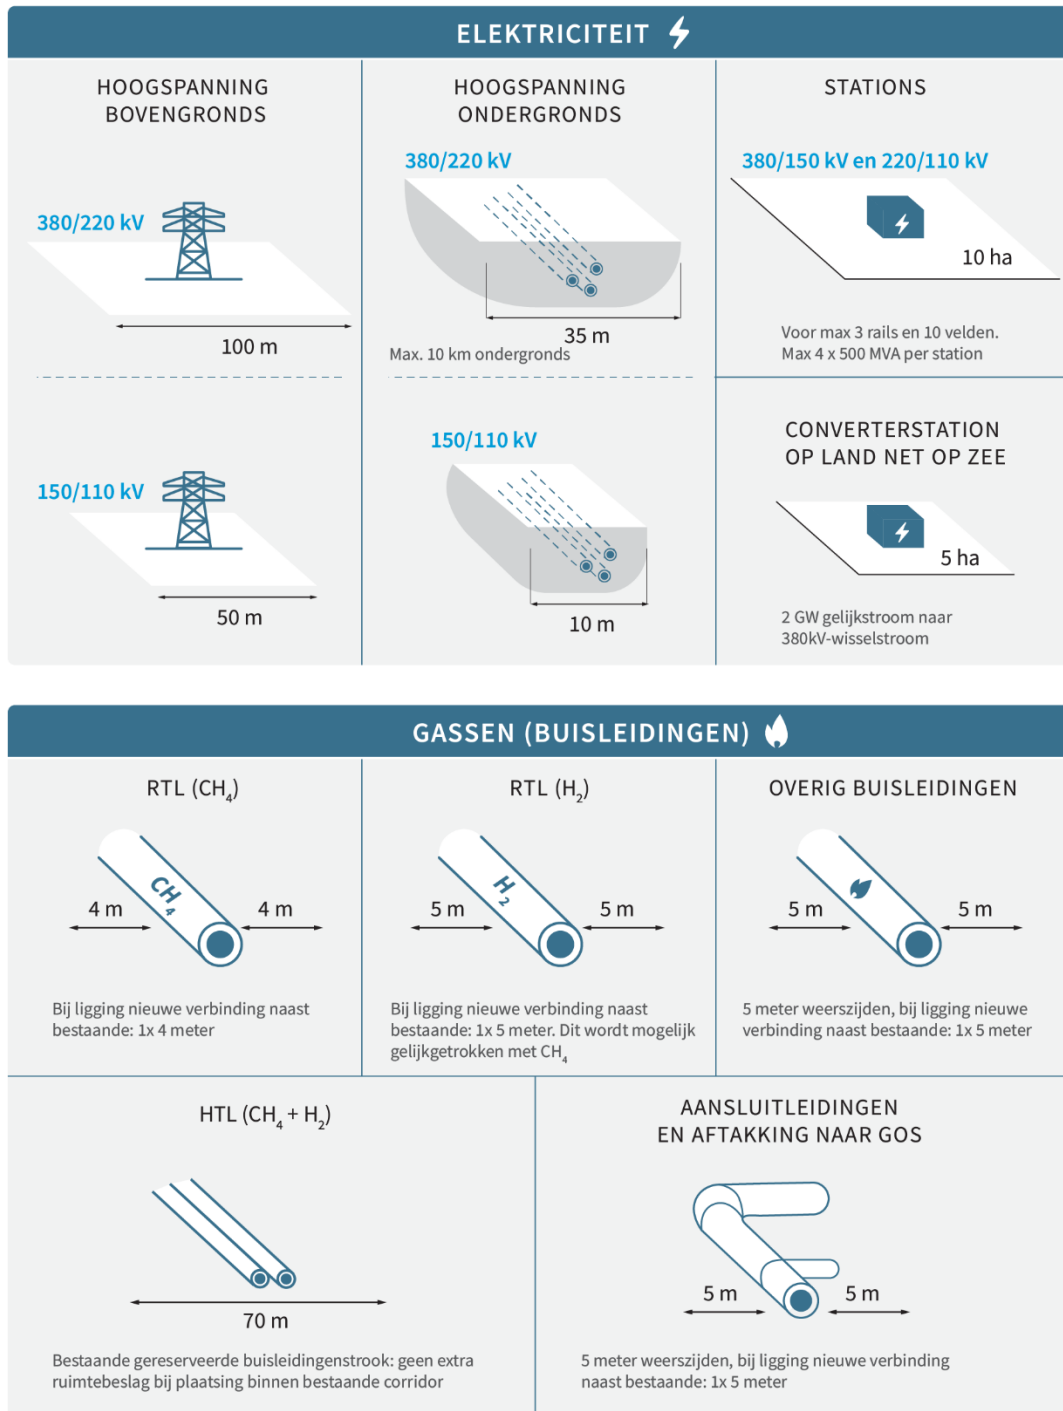 ELEKTRICITEIT
HOOGSPANNING
BOVENGRONDS
380/220 kV
100 m
150/110 kV
50 m
HOOGSPANNING
ONDERGRONDS
380/220 kV
35 m
Max. 10 km ondergronds
150/110 kV
10 m
STATIONS
380/150 kV en 220/110 kV
10 ha
Voor max 3 rails en 10 velden.
Max 4 x 500 MVA per station
CONVERTERSTATION
OP LAND NET OP ZEE
5 ha
2 GW gelijkstroom naar
380kV-wisselstroom
GASSEN (BUISLEIDINGEN)
RTL (CH₄)
CH₄
4 m
4 m
Bij ligging nieuwe verbinding naast
bestaande: 1x 4 meter
RTL (H₂)
H₂
5 m
5 m
Bij ligging nieuwe verbinding naast
bestaande: 1x 5 meter. Dit wordt mogelijk
gelijkgetrokken met CH₄
OVERIG BUISLEIDINGEN
5 m
5 m
5 meter weerszijden, bij ligging nieuwe
verbinding naast bestaande: 1x 5 meter
HTL (CH₄ + H₂)
70 m
Bestaande gereserveerde buisleidingenstrook: geen extra
ruimtebeslag bij plaatsing binnen bestaande corridor
AANSLUITLEIDINGEN
EN AFTAKKING NAAR GOS
5 m
5 m
5 meter weerszijden, bij ligging nieuwe verbinding
naast bestaande: 1x 5 meter